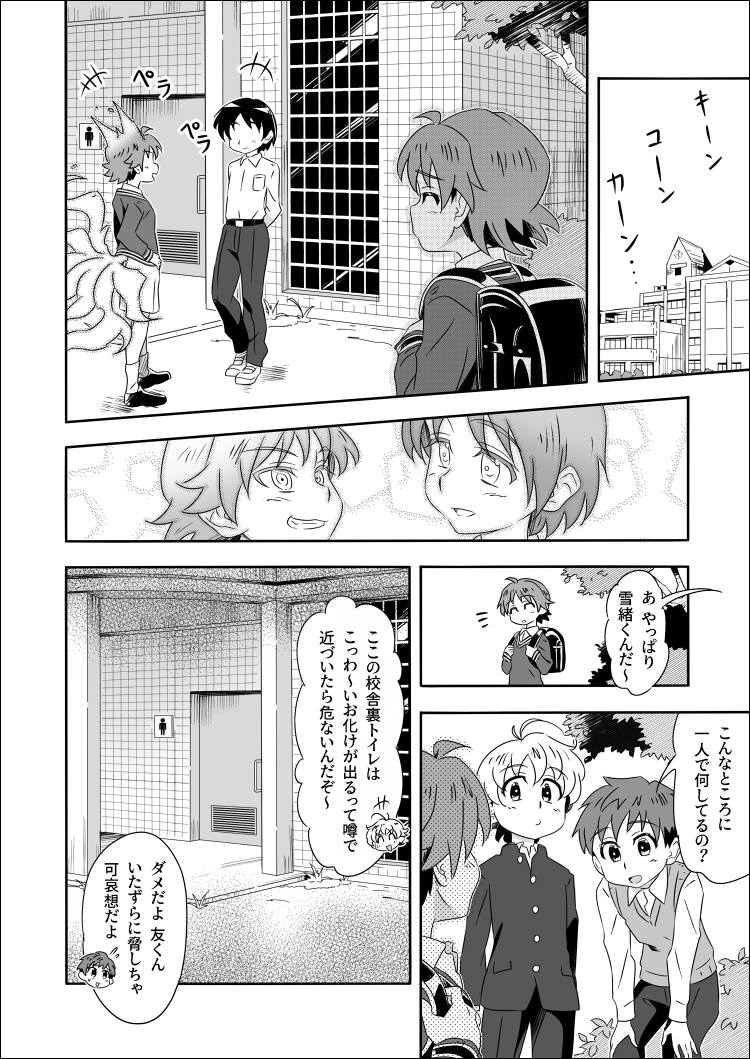 キーン
コーン
カーン・・
ペラ
ペラ
あ やっぱり
雪緒くんだ〜
こんなところに
一人で何してるの?
ここの校舎裏トイレは
こっわ〜いお化けが出るって噂で
近づいたら危ないんだぞ〜
ダメだよ 友くん
いたずらに脅しちゃ
可哀想だよ